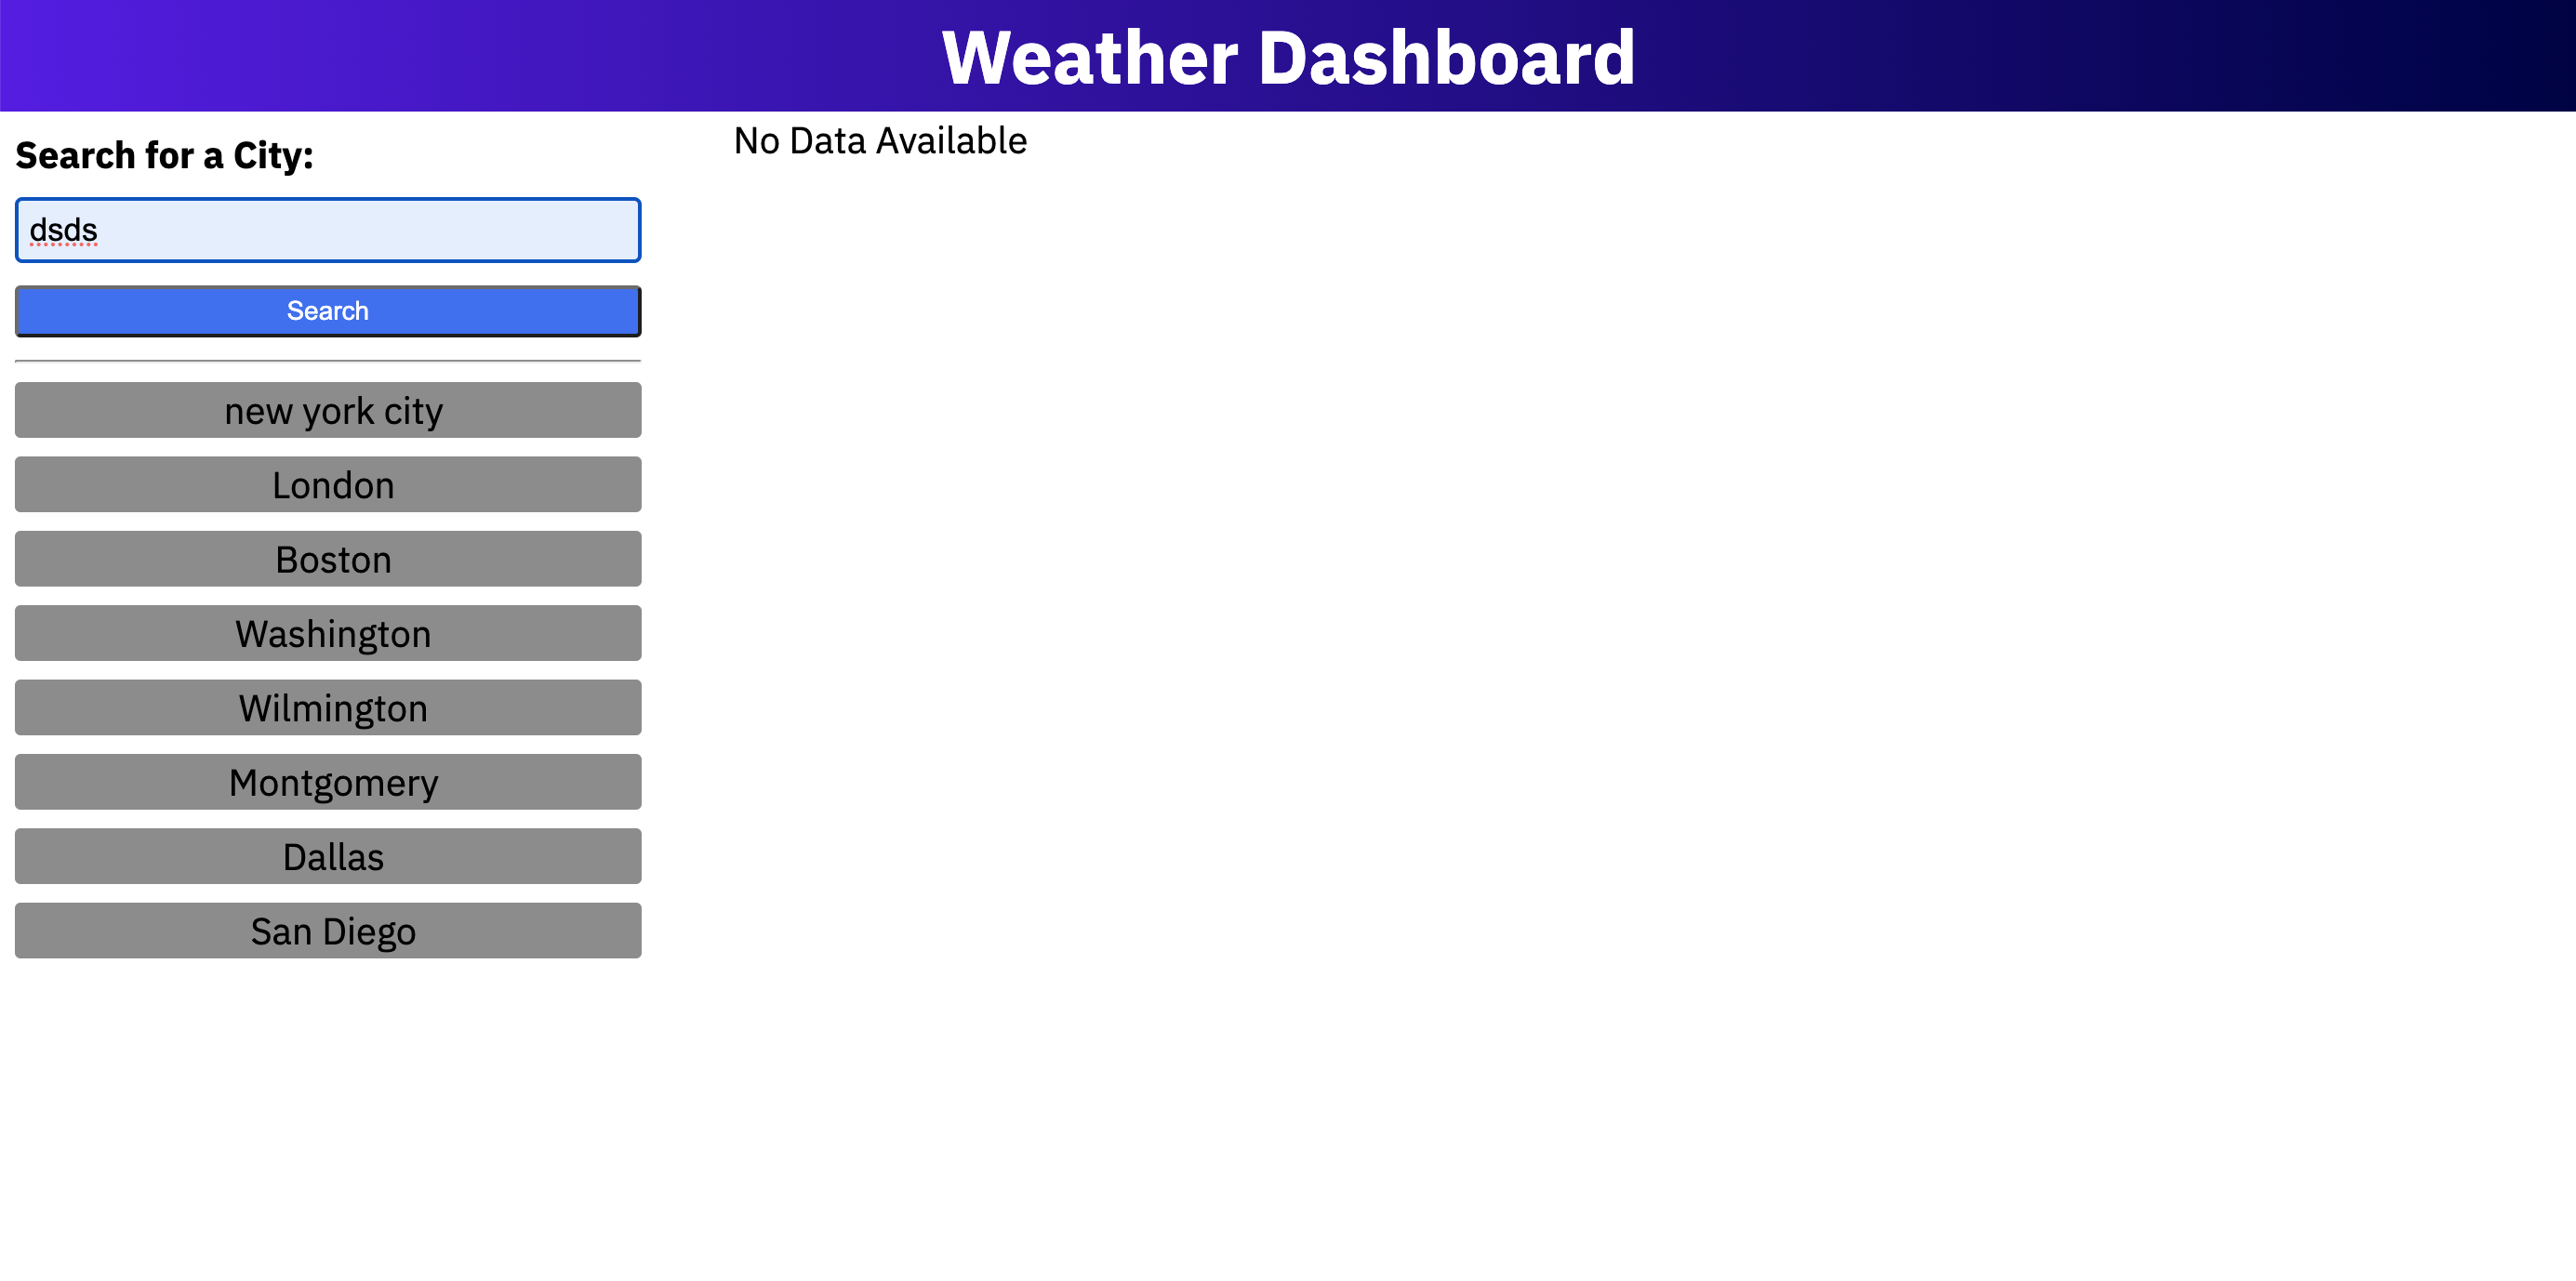 Weather Dashboard
Search for a City:
dsds
Search
new york city
London
Boston
Washington
Wilmington
Montgomery
Dallas
San Diego
No Data Available